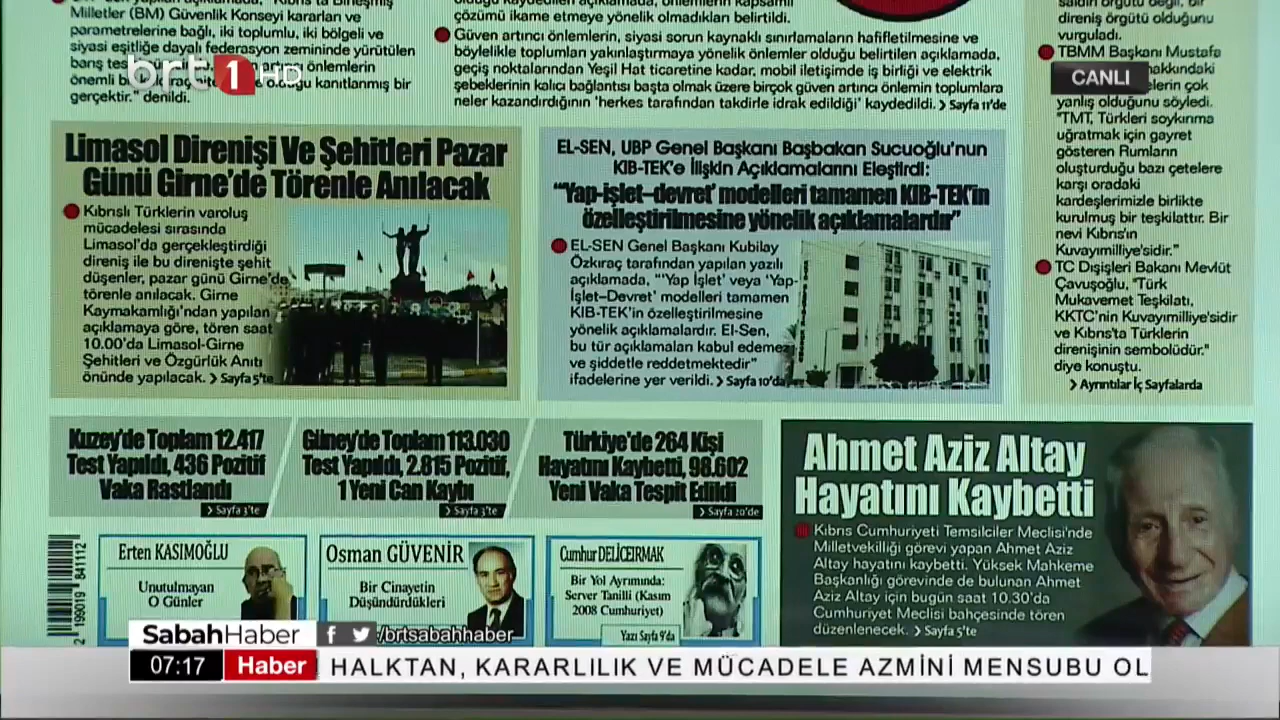 Milletler (BM) Güvenlik Konseyi kararları ve
parametrelerine bağlı, iki toplumlu, iki bölgeli ve
siyasi eşitliğe dayalı federasyon zemininde yürütülen
barış
önlemlerin
önemli
kanıtlanmış bir
gerçektir." denildi.
çözümü ikame etmeye yönelik olmadıkları belirtildi.
Güven artırıcı önlemlerin, siyasi sorun kaynaklı sınırlamaların hafifletilmesine ve
böylelikle toplumları yakınlaştırmaya yönelik önlemler olduğu belirtilen açıklamada,
geçiş noktalarından Yeşil Hat ticaretine kadar, mobil iletişimde iş birliği ve elektrik
şebeklerinin kalıcı bağlantısı başta olmak üzere birçok güven artırıcı önlemin toplumlara
neler kazandırdığının 'herkes tarafından takdirle idrak edildiği' kaydedildi. > Sayfa 11'de
direniş örgütü olduğunu
vurguladı.
TBMM Başkanı Mustafa
hakkındaki
çok
yanlış olduğunu söyledi.
"TMT, Türkleri soykırıma
uğratmak için gayret
gösteren Rumların
oluşturduğu bazı çetelere
karşı oradaki
kardeşlerimizle birlikte
kurulmuş bir teşkilattır. Bir
nevi Kıbrıs'ın
Kuvayımilliye'sidir."
TC Dışişleri Bakanı Mevlüt
Çavuşoğlu, "Türk
Mukavemet Teşkilatı,
KKTC'nin Kuvayımilliye'sidir
ve Kıbrıs'ta Türklerin
direnişinin sembolüdür."
diye konuştu.
> Ayrıntılar İç Sayfalarda
brt 1 HD
CANLI
Limasol Direnişi Ve Şehitleri Pazar
Günü Girne'de Törenle Anılacak
Kıbrıslı Türklerin varoluş
mücadelesi sırasında
Limasol'da gerçekleştirdiği
direniş ile bu direnişte şehit
düşenler, pazar günü Girne'de
törenle anılacak. Girne
Kaymakamlığı'ndan yapılan
açıklamaya göre, tören saat
10.00'da Limasol-Girne
Şehitleri ve Özgürlük Anıtı
önünde yapılacak. > Sayfa 5'te
EL-SEN, UBP Genel Başkanı Başbakan Sucuoğlu'nun
KIB-TEK'e İlişkin Açıklamalarını Eleştirdi:
"'Yap-işlet–devret' modelleri tamamen KIB-TEK'in
özelleştirilmesine yönelik açıklamalardır"
EL-SEN Genel Başkanı Kubilay
Özkıraç tarafından yapılan yazılı
açıklamada, "'Yap İşlet' veya 'Yap-
İşlet–Devret' modelleri tamamen
KIB-TEK'in özelleştirilmesine
yönelik açıklamalardır. El-Sen,
bu tür açıklamaları kabul edemez
ve şiddetle reddetmektedir"
ifadelerine yer verildi. > Sayfa 10'da
Kuzey'de Toplam 12.417
Test Yapıldı, 436 Pozitif
Vaka Rastlandı
> Sayfa 3'te
Güney'de Toplam 113.030
Test Yapıldı, 2.815 Pozitif,
1 Yeni Can Kaybı
> Sayfa 3'te
Türkiye'de 264 Kişi
Hayatını Kaybetti, 98.602
Yeni Vaka Tespit Edildi
> Sayfa 20'de
Ahmet Aziz Altay
Hayatını Kaybetti
Kıbrıs Cumhuriyeti Temsilciler Meclisi'nde
Milletvekilliği görevi yapan Ahmet Aziz
Altay hayatını kaybetti. Yüksek Mahkeme
Başkanlığı görevinde de bulunan Ahmet
Aziz Altay için bugün saat 10.30'da
Cumhuriyet Meclisi bahçesinde tören
düzenlenecek. > Sayfa 5'te
2 199019 841112
Erten KASIMOĞLU
Unutulmayan
O Günler
Osman GÜVENİR
Bir Cinayetin
Düşündürdükleri
Cumhur DELİCEIRMAK
Bir Yol Ayrımında:
Server Tanilli (Kasım
2008 Cumhuriyet)
Yazı Sayfa 9'da
SabahHaber
/brtsabahhaber
07:17 Haber HALKTAN, KARARLILIK VE MÜCADELE AZMİNİ MENSUBU OL